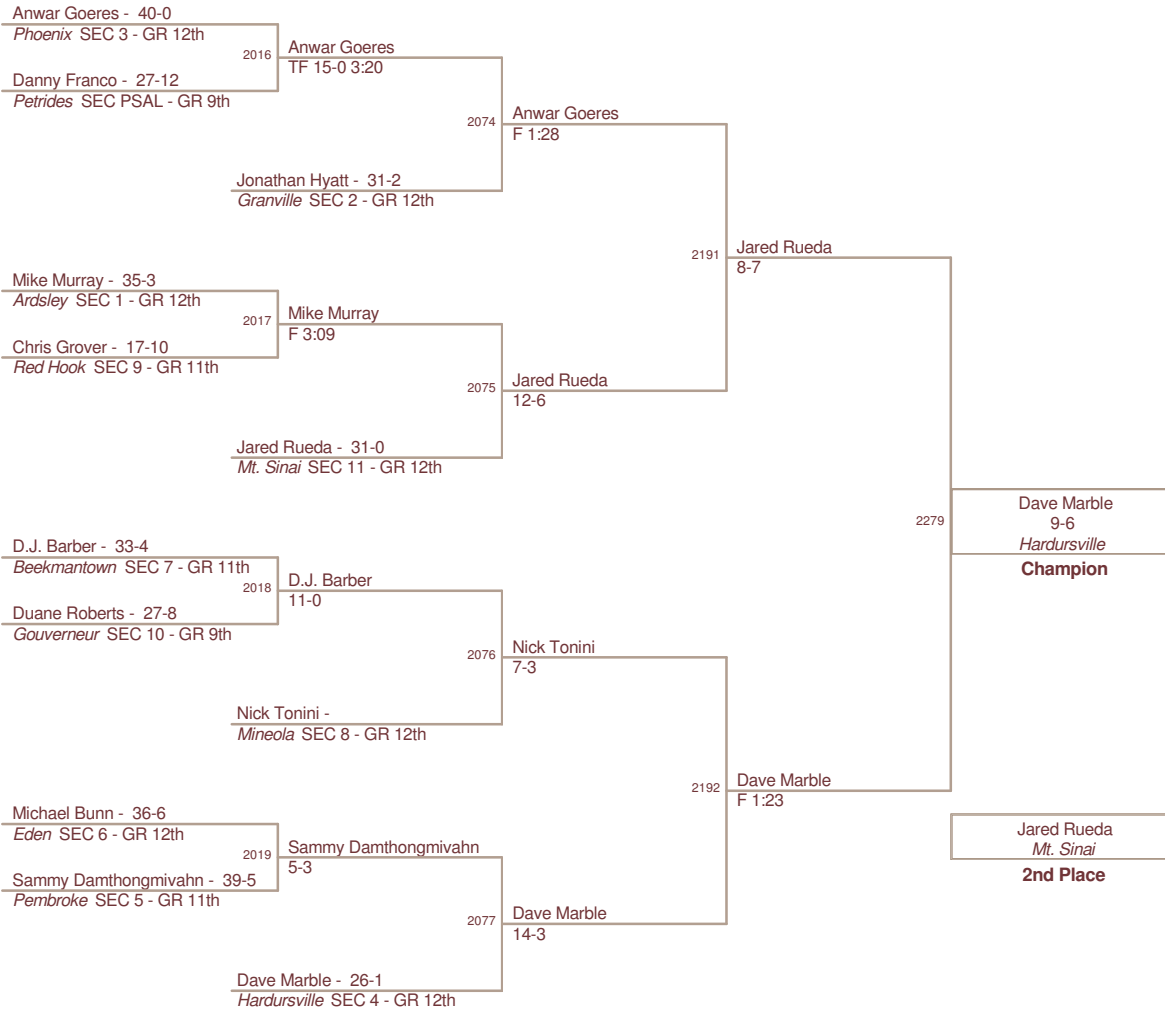 Anwar Goeres - 40-0
Phoenix SEC 3 - GR 12th
2016
Anwar Goeres
TF 15-0 3:20
Danny Franco - 27-12
Petrides SEC PSAL - GR 9th
2074
Anwar Goeres
F 1:28
Jonathan Hyatt - 31-2
Granville SEC 2 - GR 12th
2191
Jared Rueda
8-7
Mike Murray - 35-3
Ardsley SEC 1 - GR 12th
2017
Mike Murray
F 3:09
Chris Grover - 17-10
Red Hook SEC 9 - GR 11th
2075
Jared Rueda
12-6
Jared Rueda - 31-0
Mt. Sinai SEC 11 - GR 12th
2279
Dave Marble
9-6
Hardursville
Champion
D.J. Barber - 33-4
Beekmantown SEC 7 - GR 11th
2018
D.J. Barber
11-0
Duane Roberts - 27-8
Gouverneur SEC 10 - GR 9th
2076
Nick Tonini
7-3
Nick Tonini -
Mineola SEC 8 - GR 12th
2192
Dave Marble
F 1:23
Michael Bunn - 36-6
Eden SEC 6 - GR 12th
2019
Sammy Damthongmivahn
5-3
Sammy Damthongmivahn - 39-5
Pembroke SEC 5 - GR 11th
2077
Dave Marble
14-3
Dave Marble - 26-1
Hardursville SEC 4 - GR 12th
Jared Rueda
Mt. Sinai
2nd Place